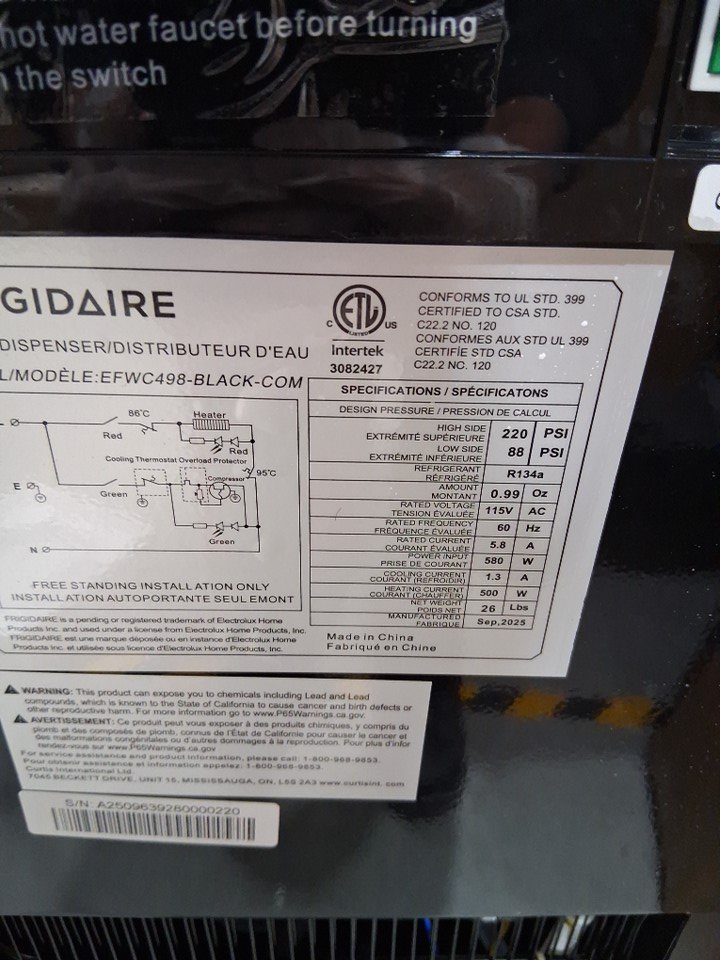 hot water faucet before turning
the switch
GIDAIRE
DISPENSER/DISTRIBUTEUR D'EAU
L/MODÈLE:EFWC498-BLACK-COM
C ETL US
LISTED
Intertek
3082427
CONFORMS TO UL STD. 399
CERTIFIED TO CSA STD.
C22.2 NO. 120
CONFORMES AUX STD UL 399
CERTIFÍE STD CSA
C22.2 NC. 120
86℃
Heater
Red
Red
Cooling Thermostat Overload Protector
95℃
Compressor
E
Green
Green
N
FREE STANDING INSTALLATION ONLY
INSTALLATION AUTOPORTANTE SEULEMONT
SPECIFICATIONS / SPÉCIFICATONS
DESIGN PRESSURE / PRESSION DE CALCUL
HIGH SIDE
EXTRÉMITÉ SUPÉRIEURE 220 PSI
LOW SIDE
EXTRÉMITÉ INFÉRIEURE 88 PSI
REFRIGERANT
RÉFRIGÉRÉ R134a
AMOUNT
MONTANT 0.99 Oz
RATED VOLTAGE
TENSION ÉVALUÉE 115V AC
RATED FREQUENCY
FRÉQUENCE ÉVALUÉE 60 Hz
RATED CURRENT
COURANT ÉVALUÉE 5.8 A
POWER INPUT
PRISE DE COURANT 580 W
COOLING CURRENT
COURANT (REFROIDIR) 1.3 A
HEATING CURRENT
COURANT (CHAUFFER) 500 W
NET WEIGHT
POIDS NET 26 Lbs
MANUFACTURED
FABRIQUE Sep,2025
FRIGIDAIRE is a pending or registered trademark of Electrolux Home
Products Inc. and used under a license from Electrolux Home Products, Inc.
FRIGIDAIRE est une marque déposée ou en instance d'Electrolux Home
Products Inc. et utilisée sous licence d'Electrolux Home Products, Inc.
Made in China
Fabriqué en Chine
WARNING: This product can expose you to chemicals including Lead and Lead
compounds, which is known to the State of California to cause cancer and birth defects or
other reproductive harm. For more information go to www.P65Warnings.ca.gov.
AVERTISSEMENT: Ce produit peut vous exposer à des produits chimiques, y compris du
plomb et des composés de plomb, connus de l'État de Californie pour causer le cancer et
des malformations congénitales ou d'autres dommages à la reproduction. Pour plus d'infor
rendez-vous sur www.P65Warnings.ca.gov
For service assistance and product information, please call: 1-800-968-9853.
Pour obtenir assistance et information appelez: 1-800-968-9853.
Curtis International Ltd.
7045 BECKETT DRIVE, UNIT 15, MISSISSAUGA, ON, L5S 2A3 www.curtisint.com
S/N: A2509639280000220